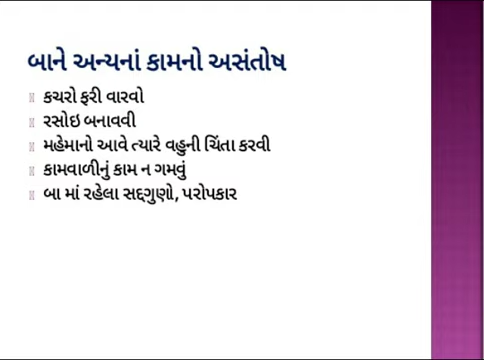 બાને અન્યનાં કામનો અસંતોષ
કચરો ફરી વારવો
રસોઇ બનાવવી
મહેમાનો આવે ત્યારે વહુની ચિંતા કરવી
કામવાળીનું કામ ન ગમવું
બા માં રહેલા સદ્દગુણો, પરોપકાર